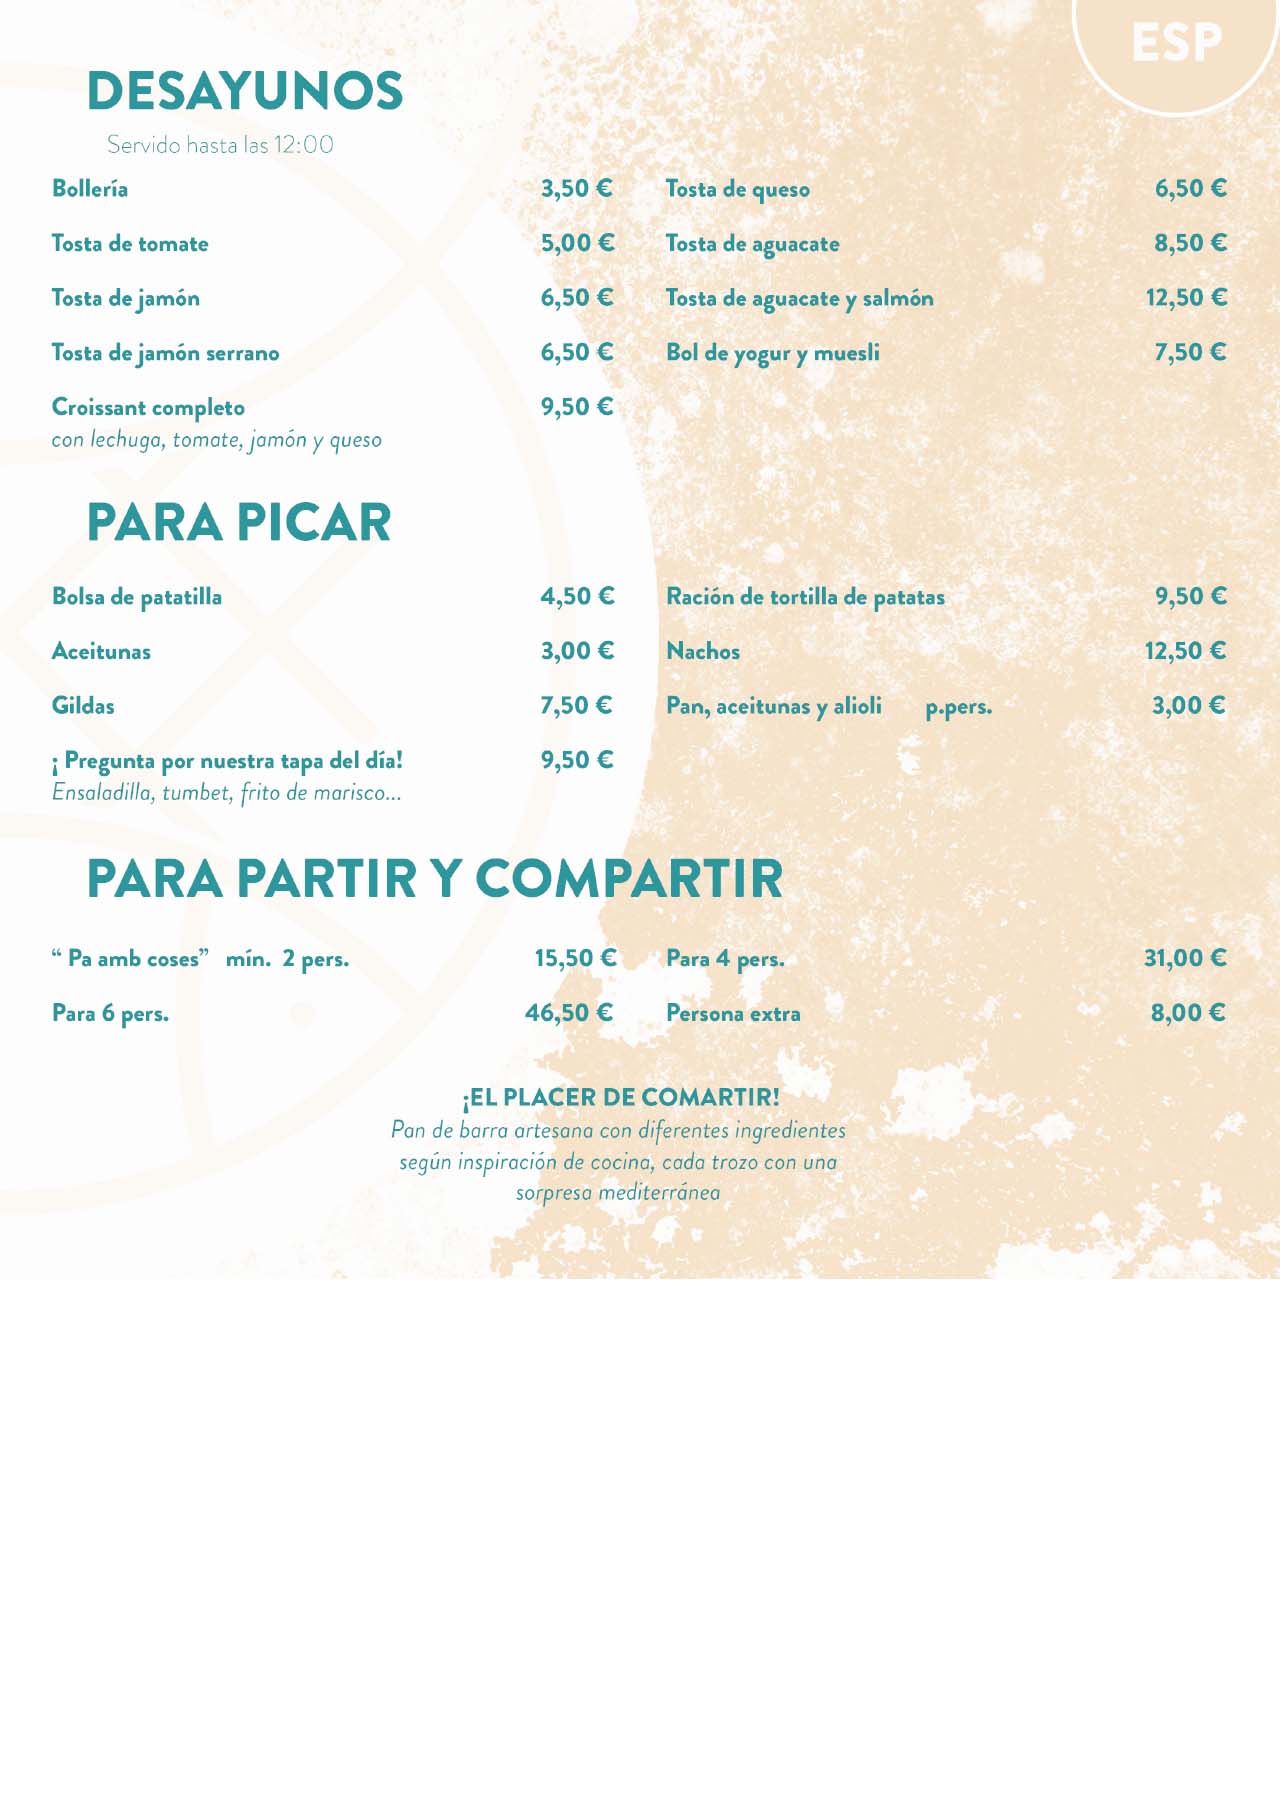 ESP
DESAYUNOS
Servido hasta las 12:00
Bollería 3,50 € Tosta de queso 6,50 €
Tosta de tomate 5,00 € Tosta de aguacate 8,50 €
Tosta de jamón 6,50 € Tosta de aguacate y salmón 12,50 €
Tosta de jamón serrano 6,50 € Bol de yogur y muesli 7,50 €
Croissant completo 9,50 €
con lechuga, tomate, jamón y queso
PARA PICAR
Bolsa de patatilla 4,50 € Ración de tortilla de patatas 9,50 €
Aceitunas 3,00 € Nachos 12,50 €
Gildas 7,50 € Pan, aceitunas y alioli p.pers. 3,00 €
¡ Pregunta por nuestra tapa del día! 9,50 €
Ensaladilla, tumbet, frito de marisco...
PARA PARTIR Y COMPARTIR
“ Pa amb coses” mín. 2 pers. 15,50 € Para 4 pers. 31,00 €
Para 6 pers. 46,50 € Persona extra 8,00 €
¡EL PLACER DE COMARTIR!
Pan de barra artesana con diferentes ingredientes
según inspiración de cocina, cada trozo con una
sorpresa mediterránea